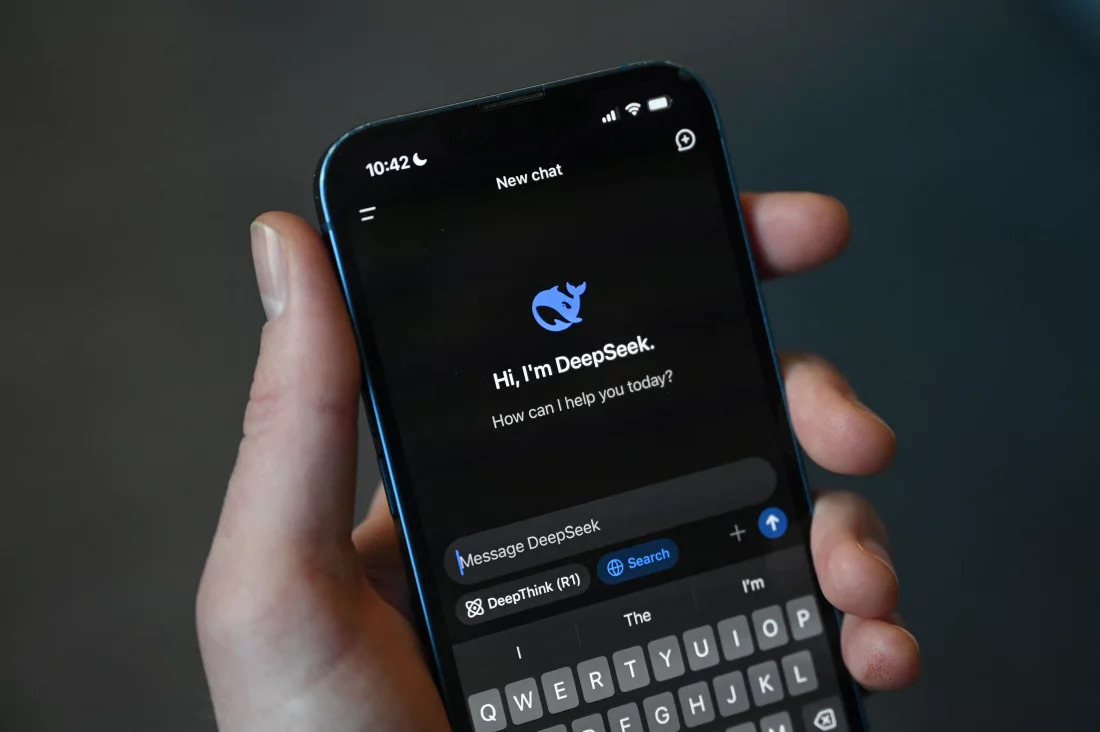 10:42
New chat
Hi, I'm DeepSeek.
How can I help you today?
Message DeepSeek
DeepThink (R1)
Search
I
The
I'm
Q W E R T Y U I O P
F G H J K L